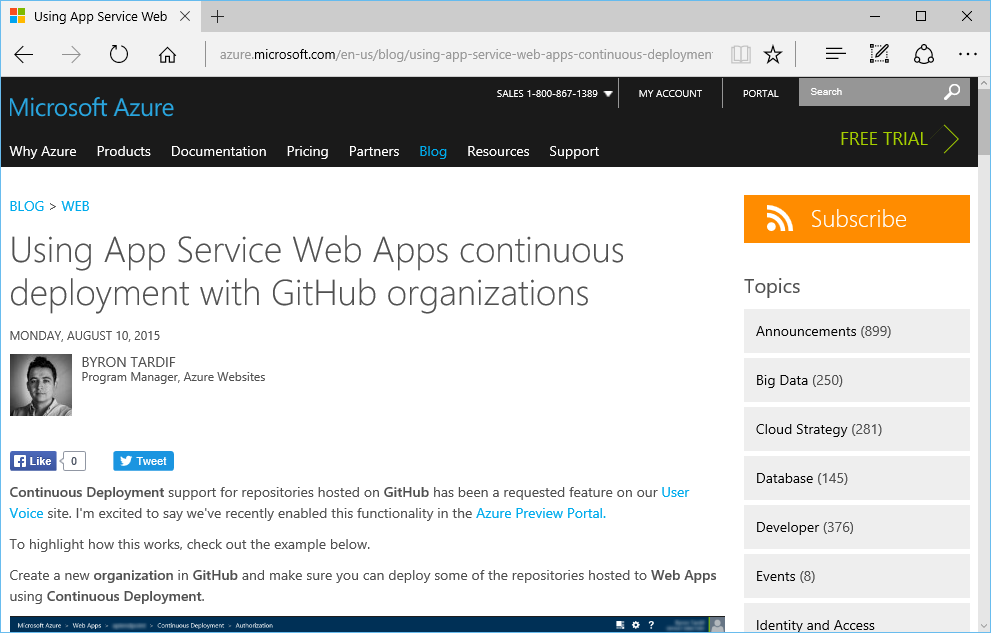 Using App Service Web
azure.microsoft.com/en-us/blog/using-app-service-web-apps-continuous-deployment
SALES 1-800-867-1389
MY ACCOUNT
PORTAL
Search
Microsoft Azure
FREE TRIAL
Why Azure Products Documentation Pricing Partners Blog Resources Support
BLOG > WEB
Using App Service Web Apps continuous
deployment with GitHub organizations
MONDAY, AUGUST 10, 2015
BYRON TARDIF
Program Manager, Azure Websites
Like 0 Tweet
Continuous Deployment support for repositories hosted on GitHub has been a requested feature on our User
Voice site. I'm excited to say we've recently enabled this functionality in the Azure Preview Portal.
To highlight how this works, check out the example below.
Create a new organization in GitHub and make sure you can deploy some of the repositories hosted to Web Apps
using Continuous Deployment.
Microsoft Azure > Web Apps > > Continuous Deployment > Authorization
Subscribe
Topics
Announcements (899)
Big Data (250)
Cloud Strategy (281)
Database (145)
Developer (376)
Events (8)
Identity and Access